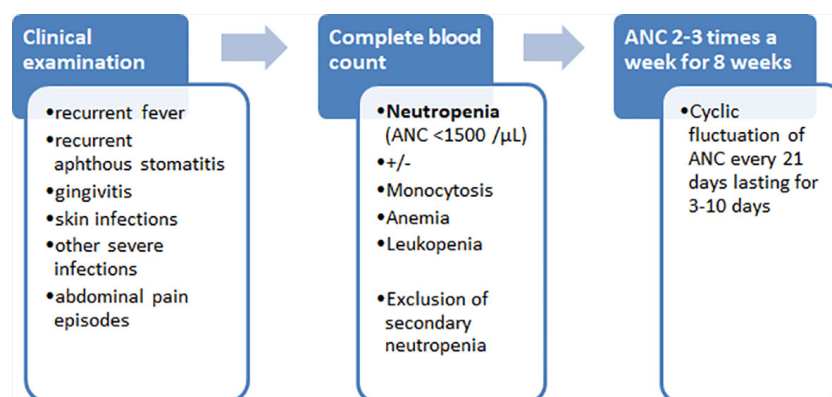 Clinical
examination
•recurrent fever
•recurrent
aphthous stomatitis
•gingivitis
•skin infections
•other severe
infections
•abdominal pain
episodes
Complete blood
count
•Neutropenia
(ANC <1500 /µL)
•+/-
•Monocytosis
•Anemia
•Leukopenia
•Exclusion of
secondary
neutropenia
ANC 2-3 times a
week for 8 weeks
•Cyclic
fluctuation of
ANC every 21
days lasting for
3-10 days